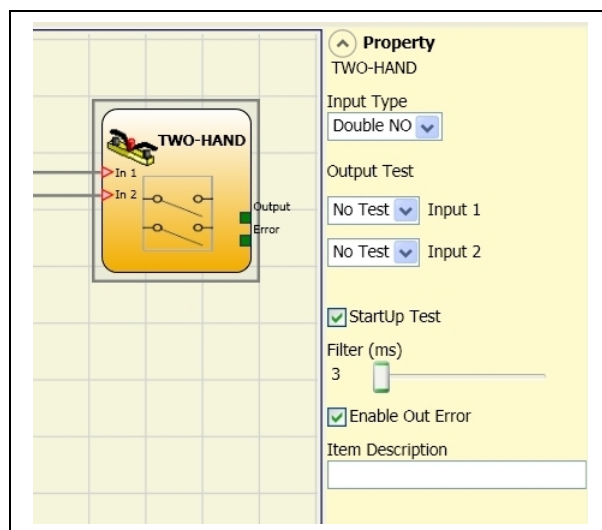 TWO-HAND
In 1
In 2
Output
Error
Property
TWO-HAND
Input Type
Double NO
Output Test
No Test Input 1
No Test Input 2
StartUp Test
Filter (ms)
3
Enable Out Error
Item Description